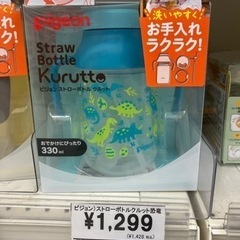 Pigeon
Straw
Bottle
Kurutto
ピジョン ストローボトル クルット
おでかけにぴったり
330ml
洗いやすく!
お手入れ
ラクラク!
ピジョン)ストローボトルクルット恐竜
¥1,299
(¥1,428 税込)